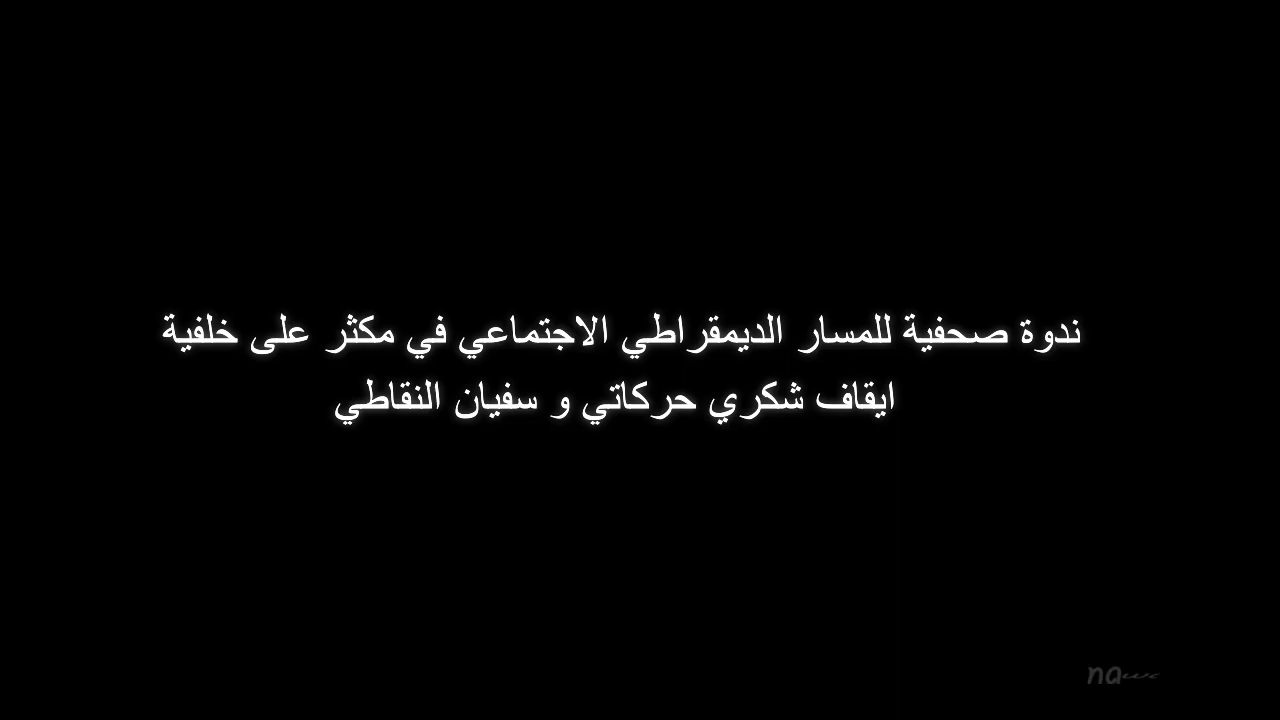 ندوة صحفية للمسار الديمقراطي الاجتماعي في مكثر على خلفية
ايقاف شكري حركاتي و سفيان النقاطي